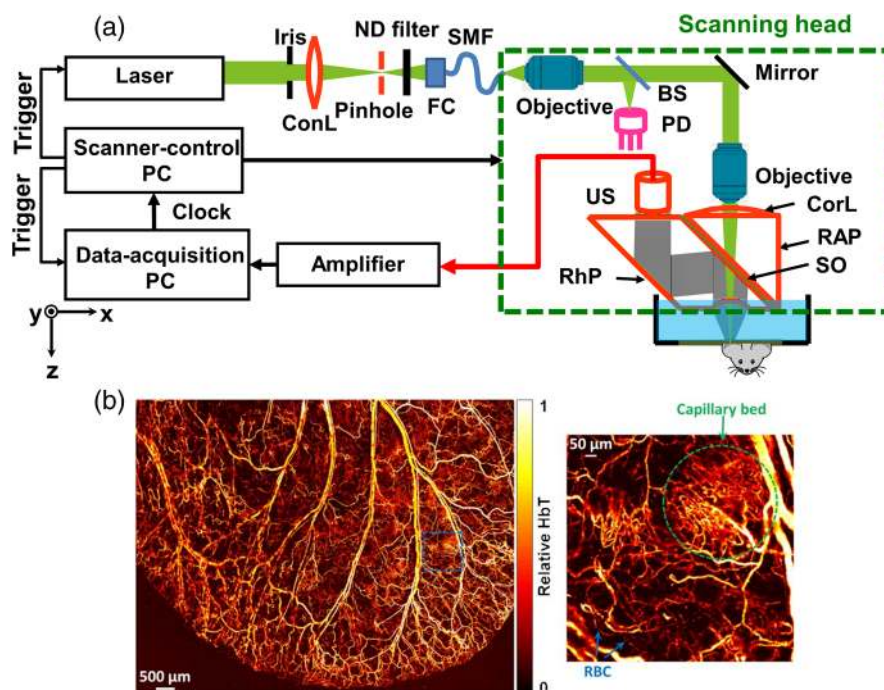 (a)
Iris
ND filter
SMF
Scanning head
Laser
Pinhole
ConL
FC
Objective
BS
PD
Mirror
Trigger
Scanner-control
PC
Trigger
Clock
Data-acquisition
PC
Amplifier
US
Objective
CorL
RAP
SO
RhP
y
x
z
(b)
500 µm
1
Relative HbT
0
Capillary bed
50 µm
RBC